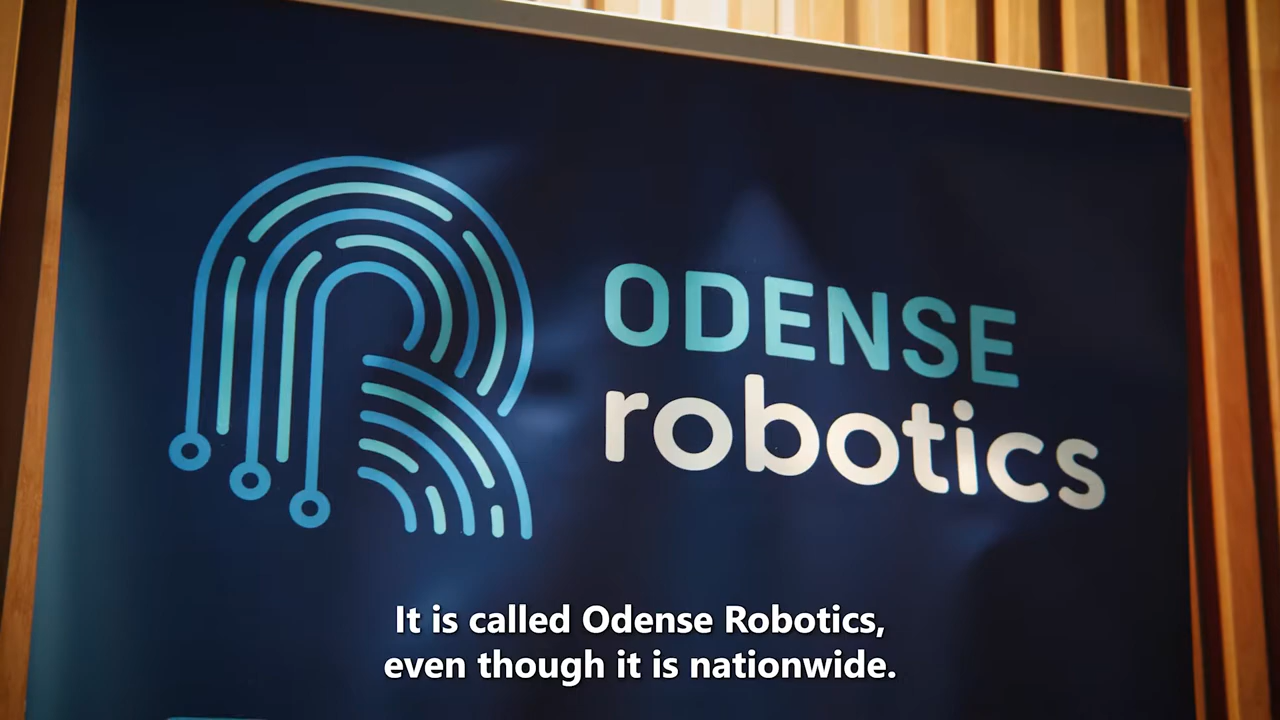 ODENSE
robotics
It is called Odense Robotics,
even though it is nationwide.